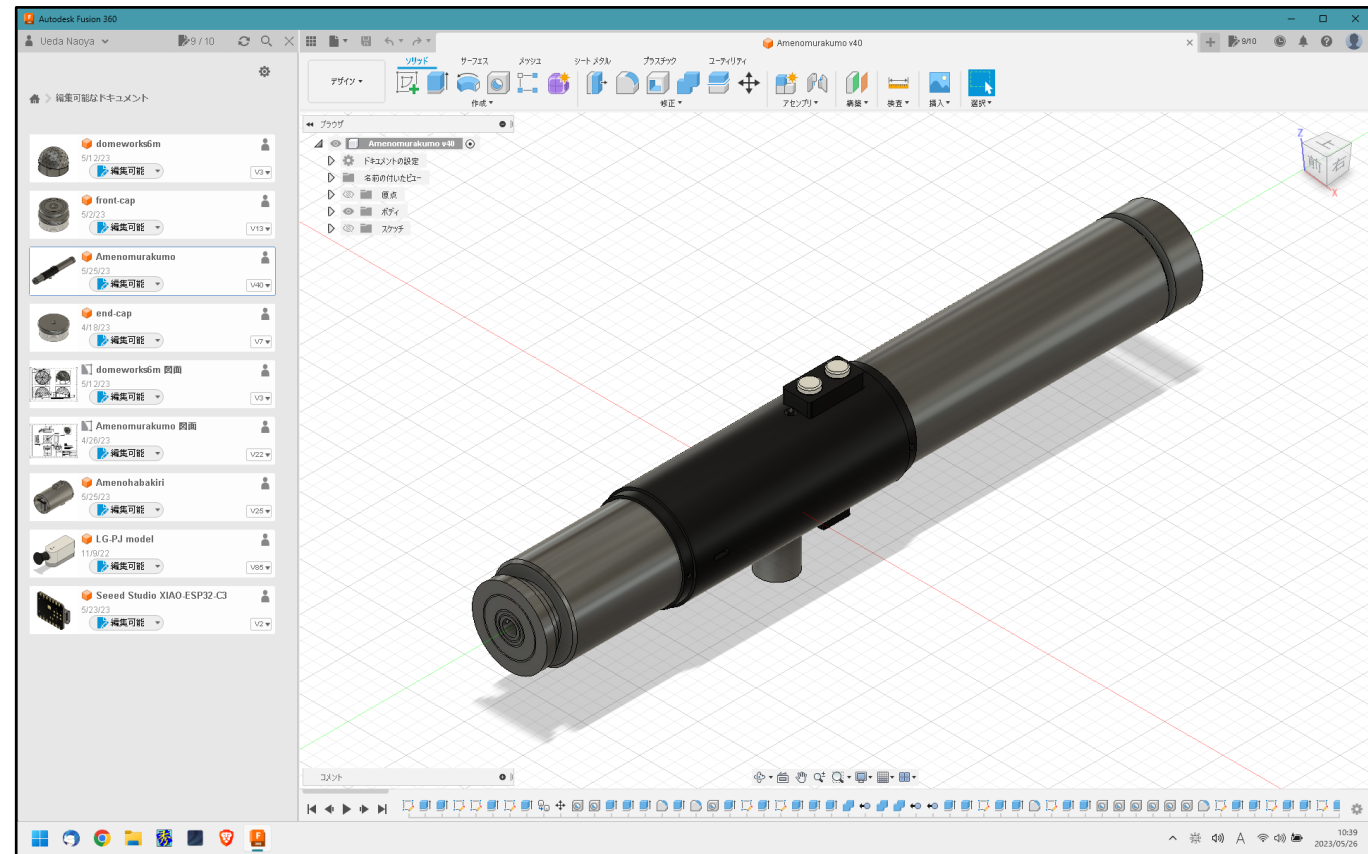 Autodesk Fusion 360
Ueda Naoya
9 / 10
Amenomurakumo v40
9/10
編集可能なドキュメント
デザイン
ソリッド
サーフェス
メッシュ
シート メタル
プラスチック
ユーティリティ
作成
修正
アセンブリ
構築
検査
挿入
選択
ブラウザ
Amenomurakumo v40
ドキュメントの設定
名前の付いたビュー
原点
ボディ
スケッチ
domeworks6m
5/12/23
編集可能
V3
front-cap
5/2/23
編集可能
V13
Amenomurakumo
5/25/23
編集可能
V40
end-cap
4/18/23
編集可能
V7
domeworks6m 図面
5/12/23
編集可能
V3
Amenomurakumo 図面
4/26/23
編集可能
V22
Amenohabakiri
5/25/23
編集可能
V25
LG-PJ model
11/9/22
編集可能
V95
Seeed Studio XIAO-ESP32-C3
5/23/23
編集可能
V2
Z
前
右
X
コメント
A
10:39
2023/05/26